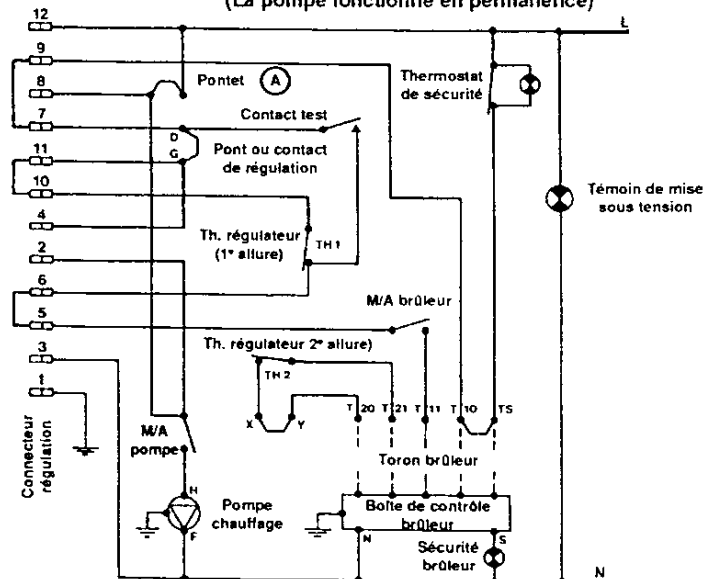 (La pompe fonctionne en permanence)
12
L
9
8
Pontet
A
Thermostat
de sécurité
7
Contact test
D
11
G
Pont ou contact
de régulation
10
Témoin de mise
sous tension
4
Th. régulateur
(1e allure)
TH 1
2
6
M/A brûleur
5
Th. régulateur 2e allure)
3
TH 2
1
X
Y
T 20
T 21
T 11
T 10
TS
M/A
pompe
Connecteur
régulation
Toron brûleur
H
Pompe
chauffage
F
Boîte de contrôle
brûleur
N
S
Sécurité
brûleur
N